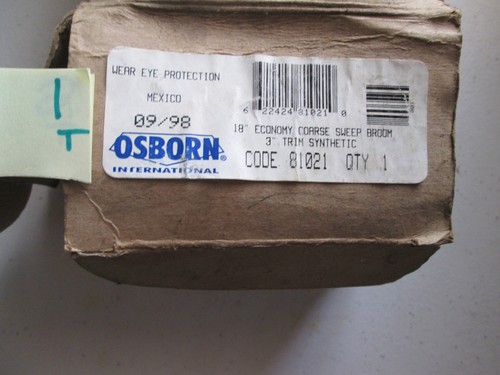 1
T
WEAR EYE PROTECTION
MEXICO
09/98
OSBORN
INTERNATIONAL
6 22424 81021 0
18" ECONOMY COARSE SWEEP BROOM
3" TRIM SYNTHETIC
CODE 81021 QTY 1